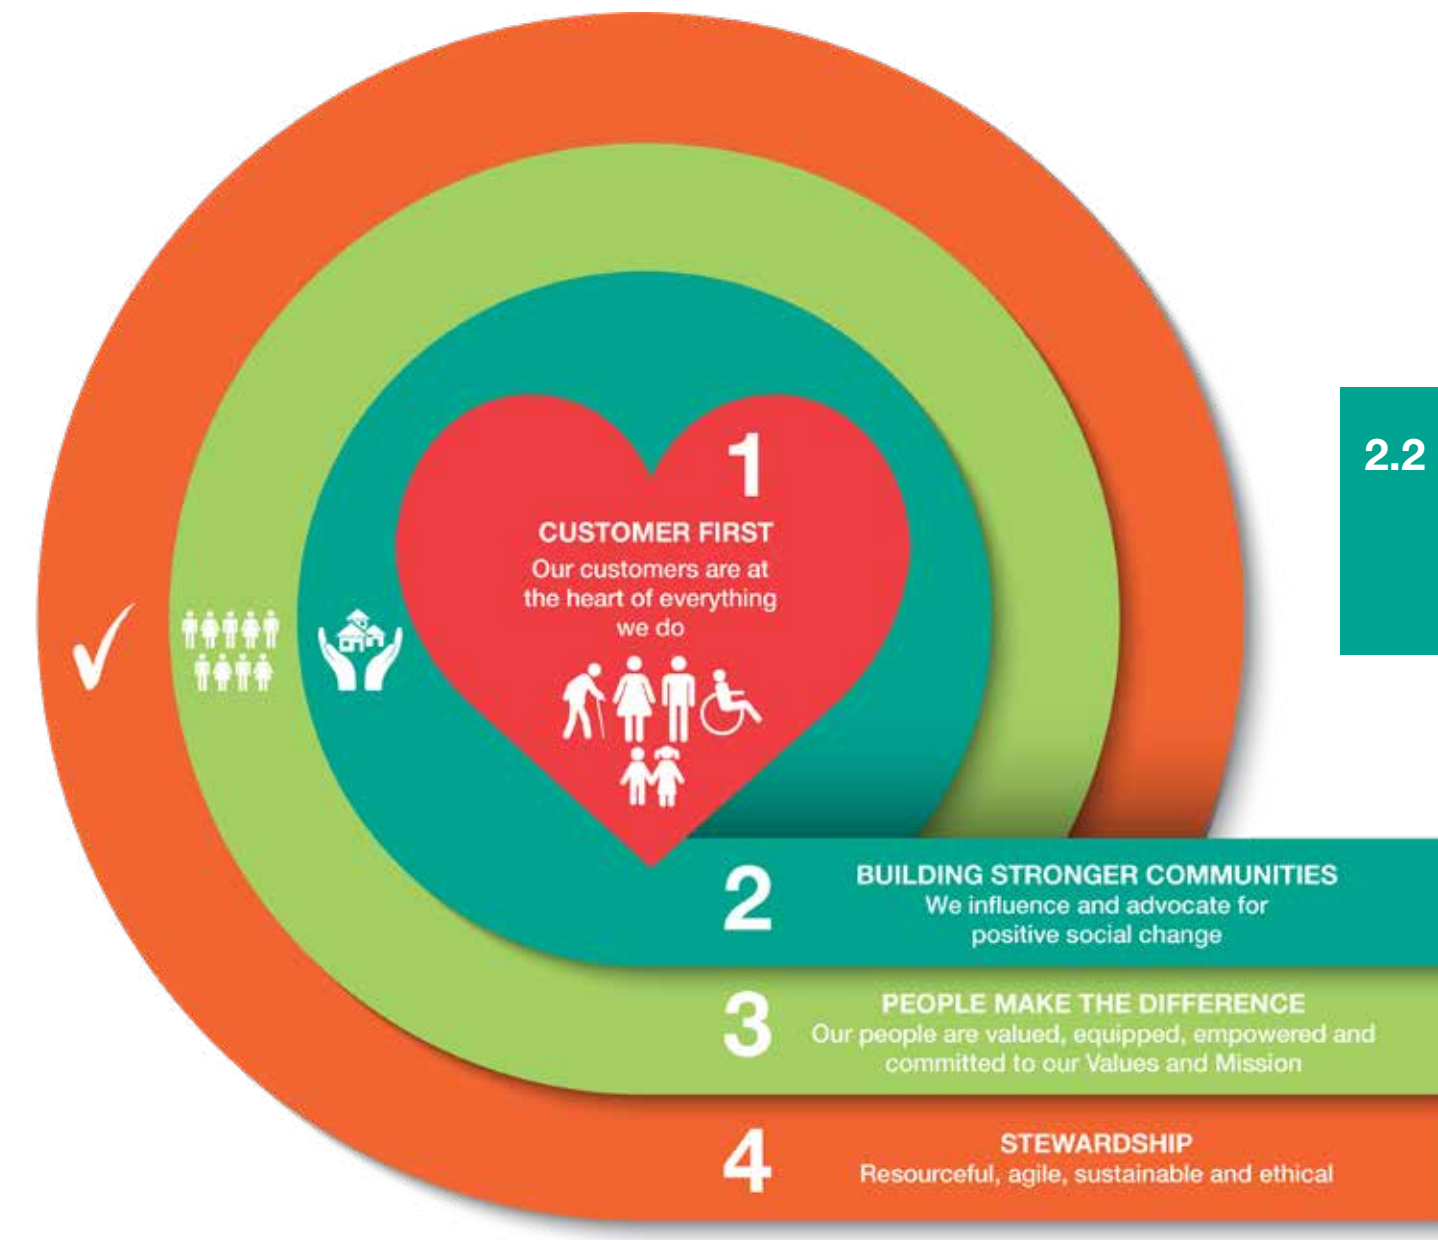 1
CUSTOMER FIRST
Our customers are at
the heart of everything
we do
2.2
2
BUILDING STRONGER COMMUNITIES
We influence and advocate for
positive social change
3
PEOPLE MAKE THE DIFFERENCE
Our people are valued, equipped, empowered and
committed to our Values and Mission
4
STEWARDSHIP
Resourceful, agile, sustainable and ethical